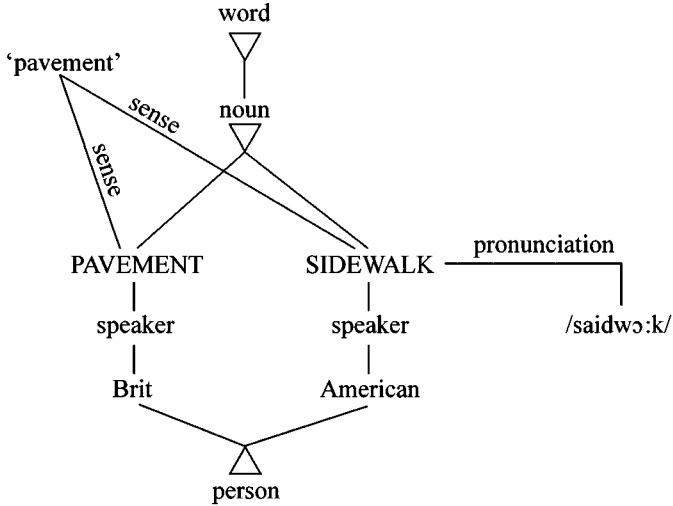 word
'pavement'
sense
noun
sense
PAVEMENT
SIDEWALK
pronunciation
speaker
speaker
/saidwɔ:k/
Brit
American
person